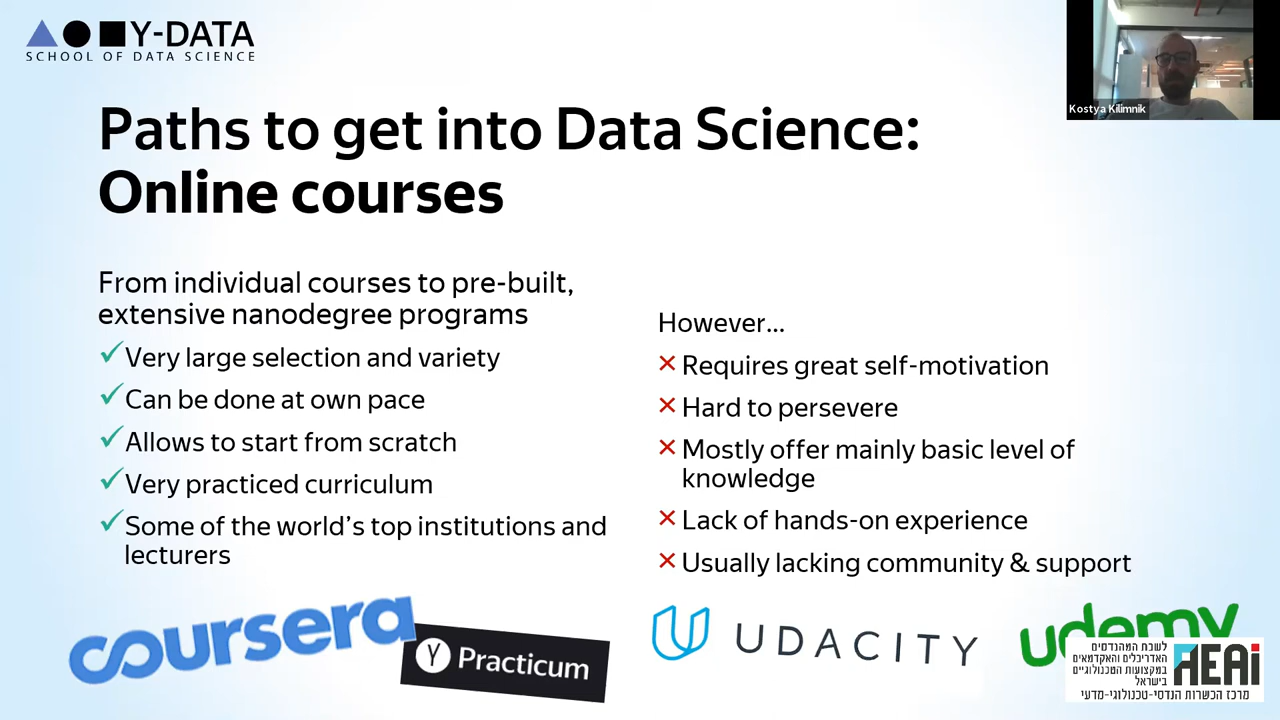 Y-DATA
SCHOOL OF DATA SCIENCE
Kostya Kilimnik
Paths to get into Data Science:
Online courses
From individual courses to pre-built,
extensive nanodegree programs
✓Very large selection and variety
✓Can be done at own pace
✓Allows to start from scratch
✓Very practiced curriculum
✓Some of the world's top institutions and
lecturers
However...
✕Requires great self-motivation
✕Hard to persevere
✕Mostly offer mainly basic level of
knowledge
✕Lack of hands-on experience
✕Usually lacking community & support
coursera
Y Practicum
UDACITY
udemy
לשכת המהנדסים
האדריכלים והאקדמאים
במקצועות הטכנולוגיים
בישראל
AEAi
מרכז הכשרות הנדסי-טכנולוגי-מדעי